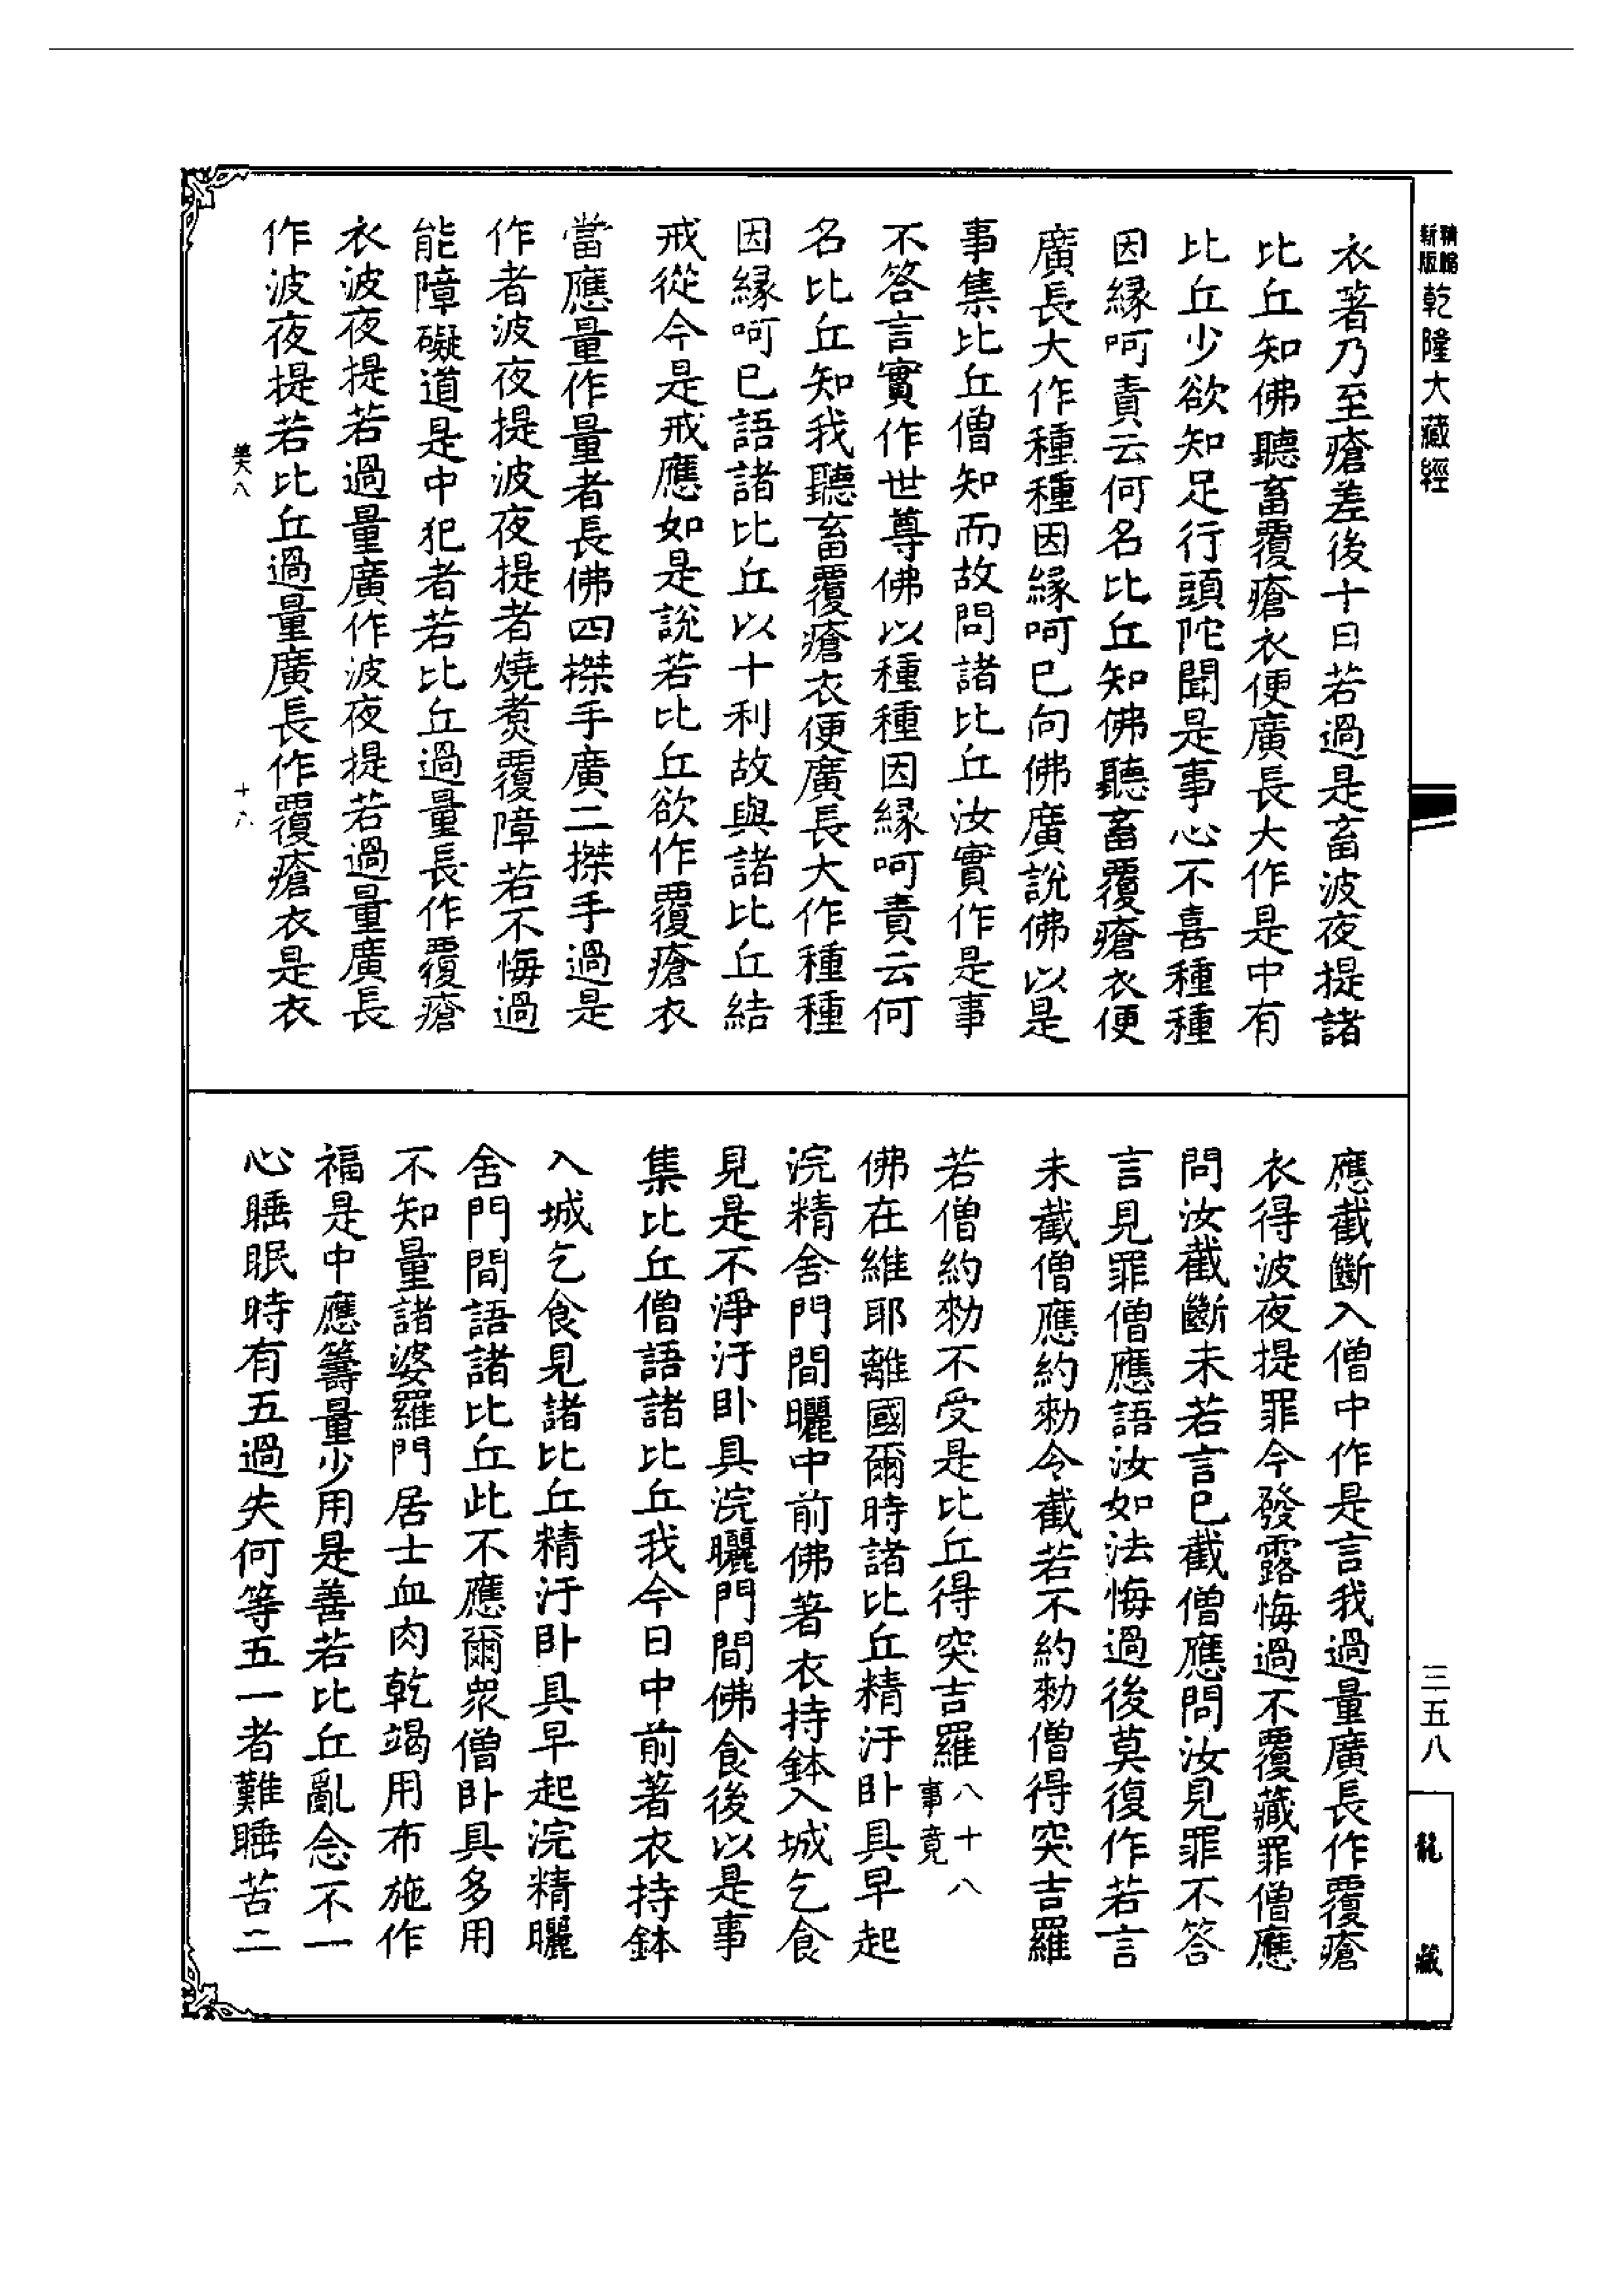 精縮新版乾隆大藏經
衣著乃至瘡差後十日若過是畜波夜提諸
比丘知佛聽畜覆瘡衣便廣長大作是中有
比丘少欲知足行頭陀聞是事心不喜種種
因緣呵責云何名比丘知佛聽畜覆瘡衣便
廣長大作種種因緣呵已向佛廣說佛以是
事集比丘僧知而故問諸比丘汝實作是事
不答言實作世尊佛以種種因緣呵責云何
名比丘知我聽畜覆瘡衣便廣長大作種種
因緣呵已語諸比丘以十利故與諸比丘結
戒從今是戒應如是說若比丘欲作覆瘡衣
當應量作量者長佛四搩手廣二搩手過是
作者波夜提波夜提者燒煑覆障若不悔過
能障礙道是中犯者若比丘過量長作覆瘡
衣波夜提若過量廣作波夜提若過量廣長
作波夜提若比丘過量廣長作覆瘡衣是衣
十六
應截斷入僧中作是言我過量廣長作覆瘡
衣得波夜提罪今發露悔過不覆藏罪僧應
問汝截斷未若言已截僧應問汝見罪不答
言見罪僧應語汝如法悔過後莫復作若言
未截僧應約勑令截若不約勑僧得突吉羅
若僧約勑不受是比丘得突吉羅八十八事竟
佛在維耶離國爾時諸比丘精汙卧具早起
浣精舍門間曬中前佛著衣持鉢入城乞食
見是不淨汙卧具浣曬門間佛食後以是事
集比丘僧語諸比丘我今日中前著衣持鉢
入城乞食見諸比丘精汙卧具早起浣精曬
舍門間語諸比丘此不應爾眾僧卧具多用
不知量諸婆羅門居士血肉乾竭用布施作
福是中應籌量少用是善若比丘亂念不一
心睡眠時有五過失何等五一者難睡苦二
三五八
龍藏